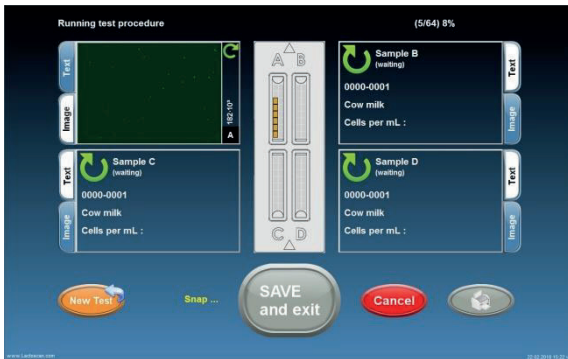 Running test procedure
(5/64) 8%
Text
Image
182·10³
A
A B
Sample B
(waiting)
0000-0001
Cow milk
Cells per mL :
Text
Image
Text
Image
Sample C
(waiting)
0000-0001
Cow milk
Cells per mL :
C D
Sample D
(waiting)
0000-0001
Cow milk
Cells per mL :
Text
Image
New Test
Snap ...
SAVE
and exit
Cancel